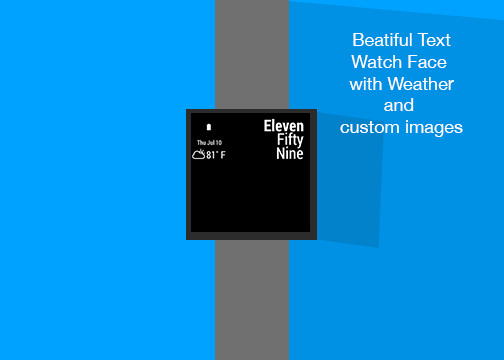 Beatiful Text
Watch Face
with Weather
and
custom images
Eleven
Fifty
Nine
Thu Jul 10
81° F